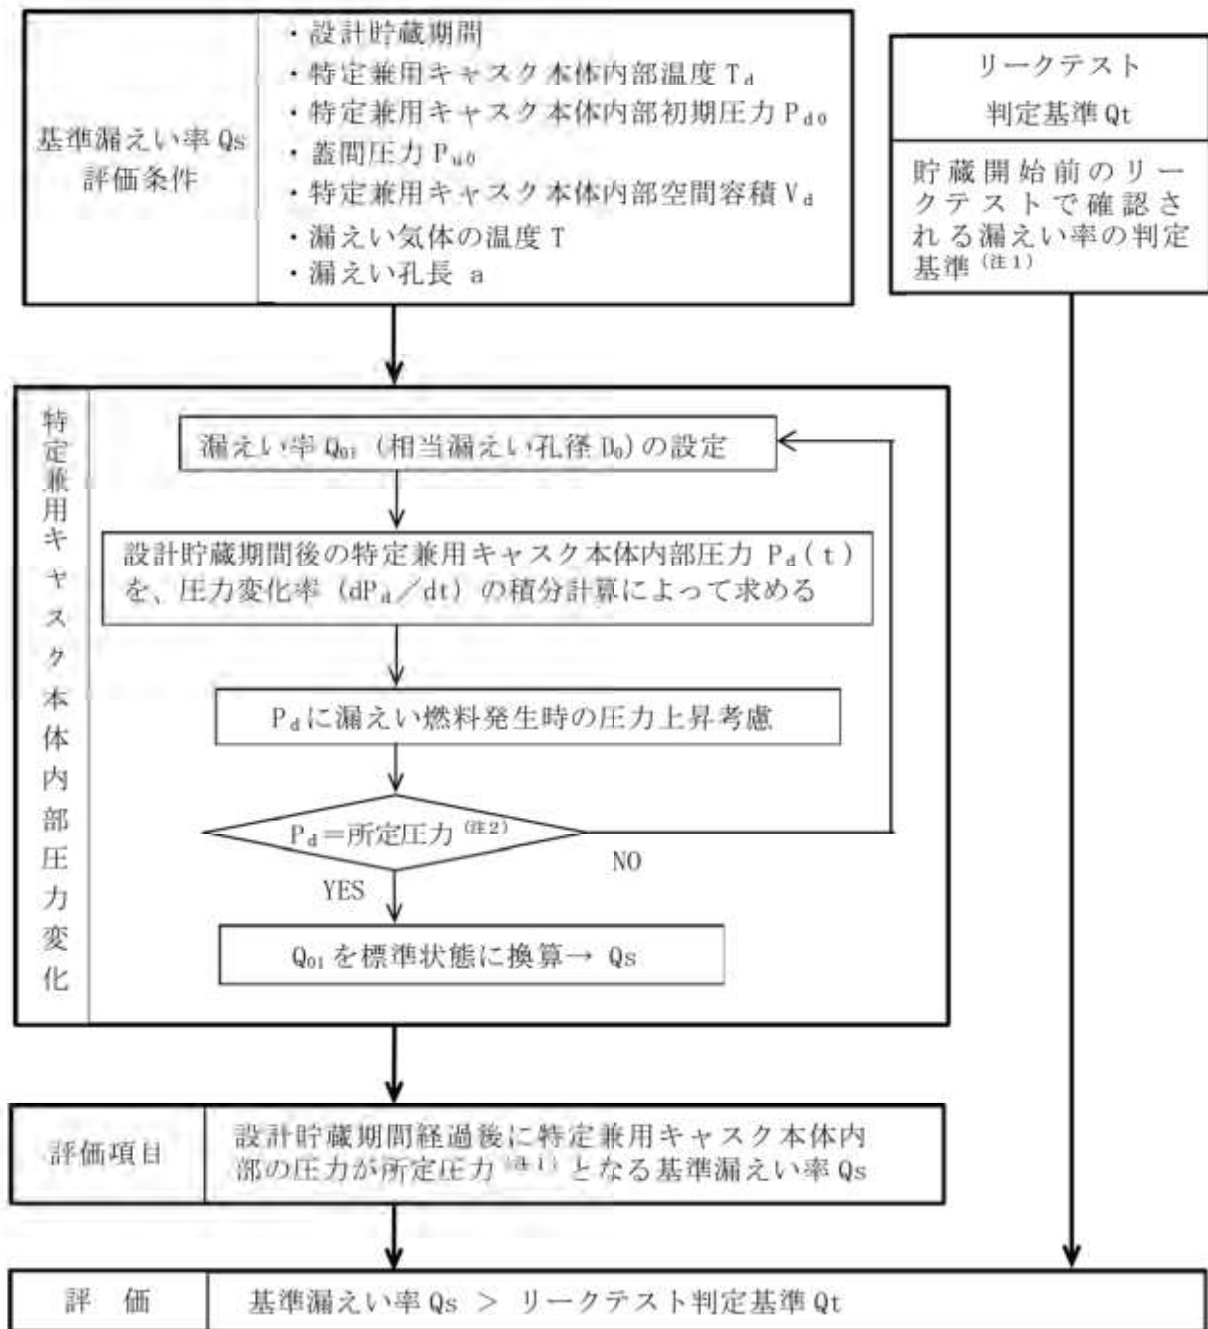 基準漏えい率 Qs
評価条件
・設計貯蔵期間
・特定兼用キャスク本体内部温度 Td
・特定兼用キャスク本体内部初期圧力 Pd0
・蓋間圧力 Pu0
・特定兼用キャスク本体内部空間容積 Vd
・漏えい気体の温度 T
・漏えい孔長 a
リークテスト
判定基準 Qt
貯蔵開始前のリー
クテストで確認さ
れる漏えい率の判定
基準(注1)
特定兼用キャスク本体内部圧力変化
漏えい率 Q01 (相当漏えい孔径 D0) の設定
設計貯蔵期間後の特定兼用キャスク本体内部圧力 Pd(t)
を、圧力変化率 (dPd/dt) の積分計算によって求める
Pdに漏えい燃料発生時の圧力上昇考慮
Pd=所定圧力(注2)
NO
YES
Q01を標準状態に換算→ Qs
評価項目
設計貯蔵期間経過後に特定兼用キャスク本体内
部の圧力が所定圧力(注1)となる基準漏えい率 Qs
評 価
基準漏えい率 Qs > リークテスト判定基準 Qt